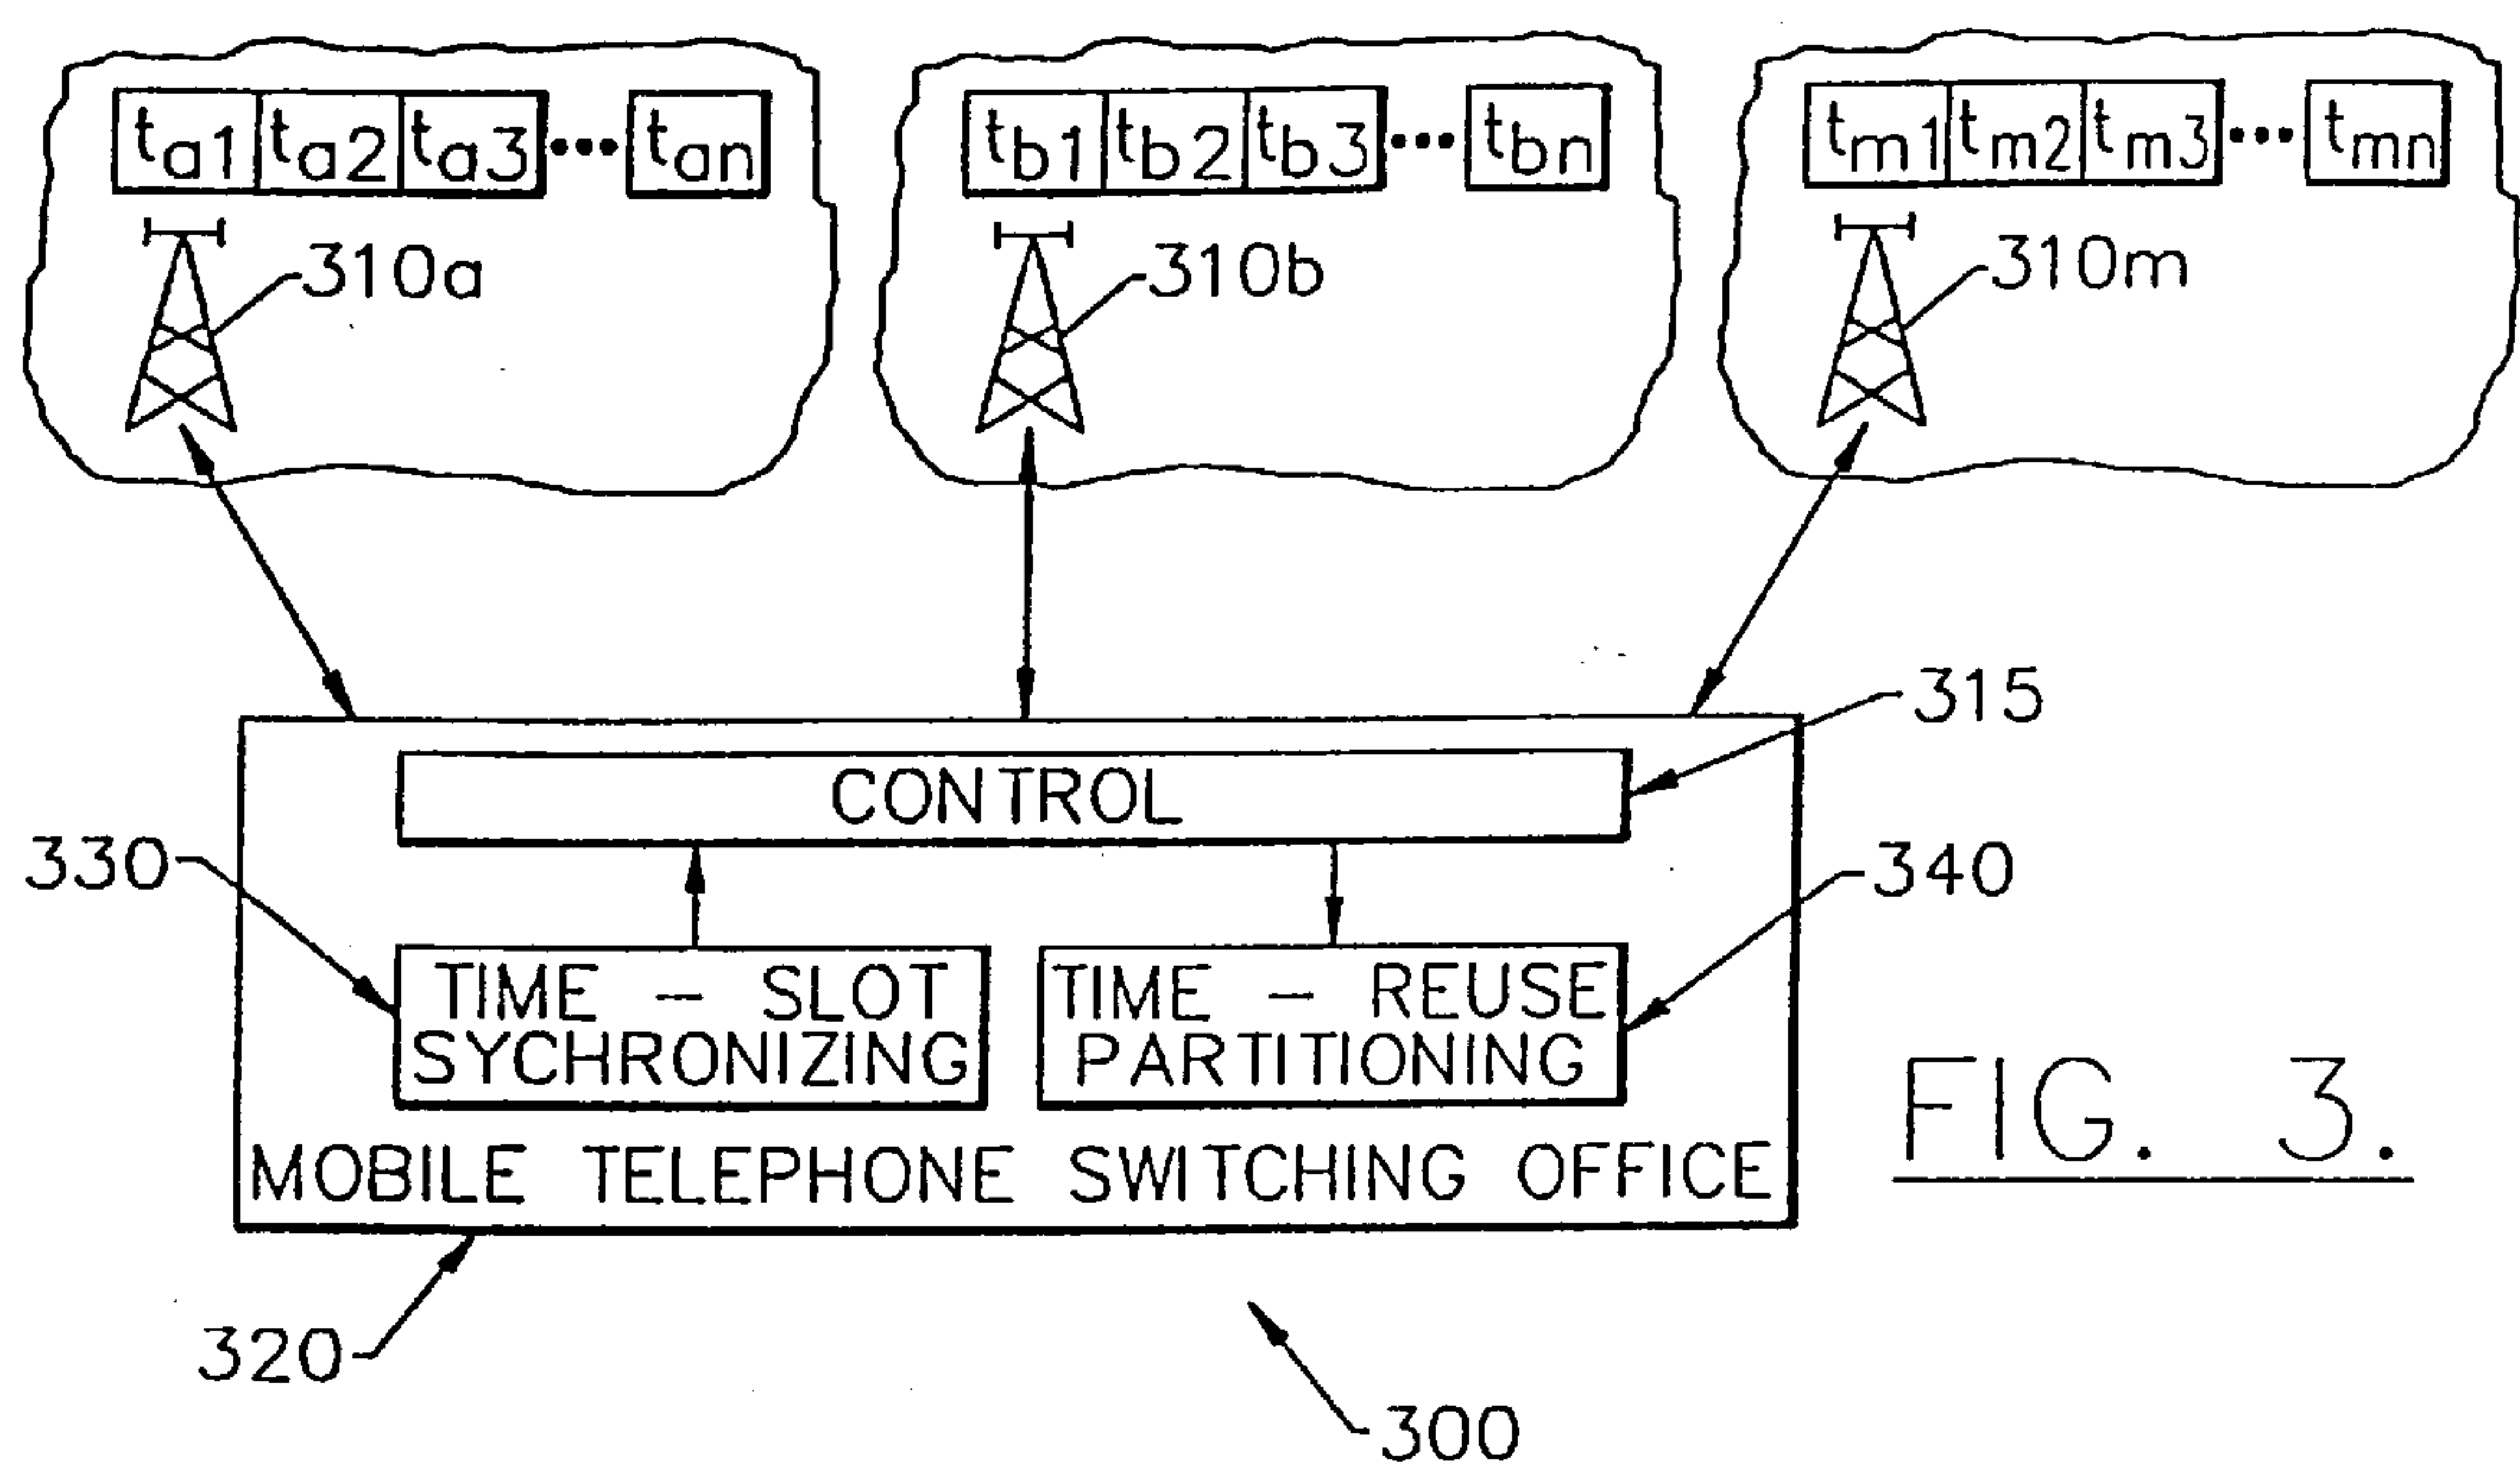 ta1 ta2 ta3 ••• tan
tb1 tb2 tb3 ••• tbn
tm1 tm2 tm3 ••• tmn
310a
310b
310m
315
CONTROL
330
340
TIME - SLOT
SYCHRONIZING
TIME - REUSE
PARTITIONING
MOBILE TELEPHONE SWITCHING OFFICE
FIG. 3.
320
300